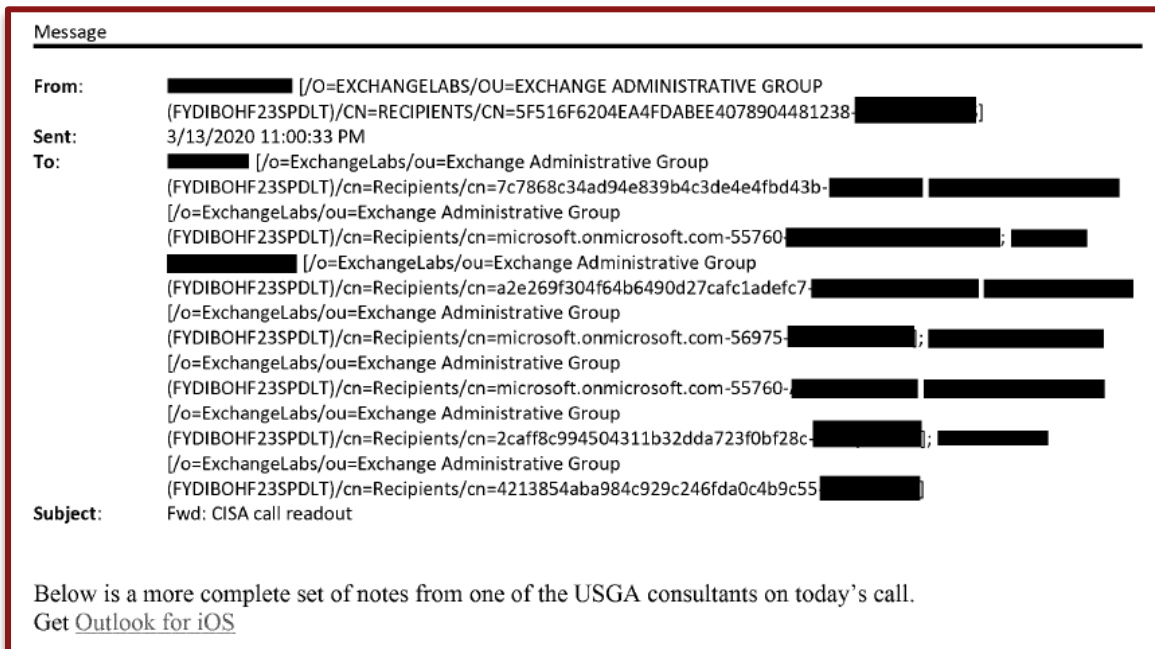 Message
From: [/O=EXCHANGELABS/OU=EXCHANGE ADMINISTRATIVE GROUP
(FYDIBOHF23SPDLT)/CN=RECIPIENTS/CN=5F516F6204EA4FDABEE4078904481238-]
Sent: 3/13/2020 11:00:33 PM
To: [/o=ExchangeLabs/ou=Exchange Administrative Group
(FYDIBOHF23SPDLT)/cn=Recipients/cn=7c7868c34ad94e839b4c3de4e4fbd43b-
[/o=ExchangeLabs/ou=Exchange Administrative Group
(FYDIBOHF23SPDLT)/cn=Recipients/cn=microsoft.onmicrosoft.com-55760-;
[/o=ExchangeLabs/ou=Exchange Administrative Group
(FYDIBOHF23SPDLT)/cn=Recipients/cn=a2e269f304f64b6490d27cafc1adefc7-
[/o=ExchangeLabs/ou=Exchange Administrative Group
(FYDIBOHF23SPDLT)/cn=Recipients/cn=microsoft.onmicrosoft.com-56975-];
[/o=ExchangeLabs/ou=Exchange Administrative Group
(FYDIBOHF23SPDLT)/cn=Recipients/cn=microsoft.onmicrosoft.com-55760-
[/o=ExchangeLabs/ou=Exchange Administrative Group
(FYDIBOHF23SPDLT)/cn=Recipients/cn=2caff8c994504311b32dda723f0bf28c-];
[/o=ExchangeLabs/ou=Exchange Administrative Group
(FYDIBOHF23SPDLT)/cn=Recipients/cn=4213854aba984c929c246fda0c4b9c55-]
Subject: Fwd: CISA call readout
Below is a more complete set of notes from one of the USGA consultants on today's call.
Get Outlook for iOS